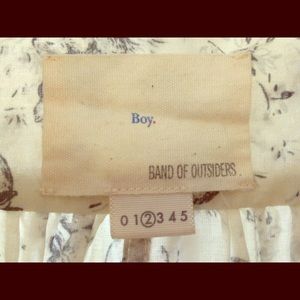 Boy.
BAND OF OUTSIDERS.
0 1 2 3 4 5